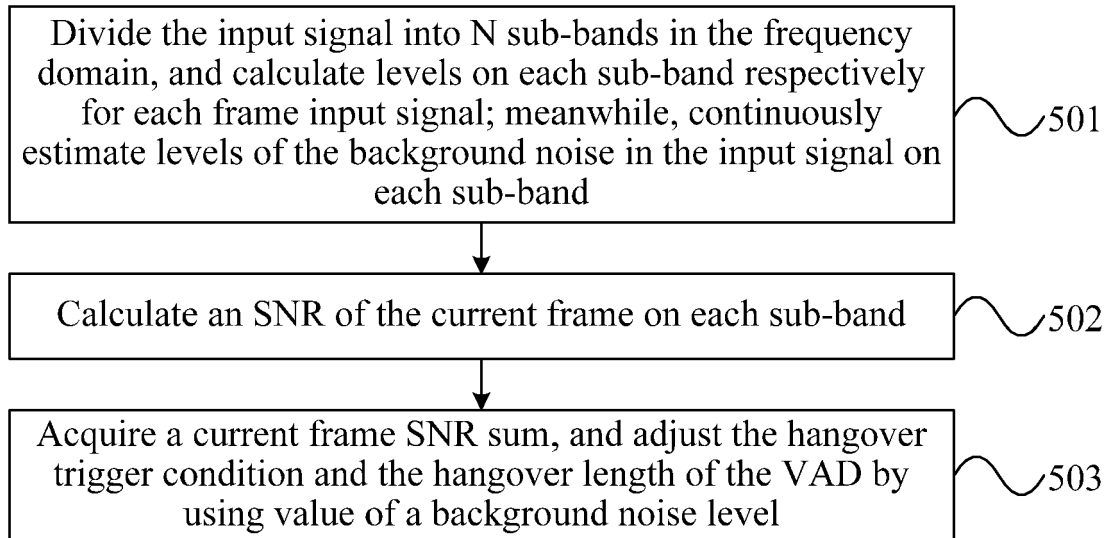 Divide the input signal into N sub-bands in the frequency
domain, and calculate levels on each sub-band respectively
for each frame input signal; meanwhile, continuously
estimate levels of the background noise in the input signal on
each sub-band
501
Calculate an SNR of the current frame on each sub-band
502
Acquire a current frame SNR sum, and adjust the hangover
trigger condition and the hangover length of the VAD by
using value of a background noise level
503